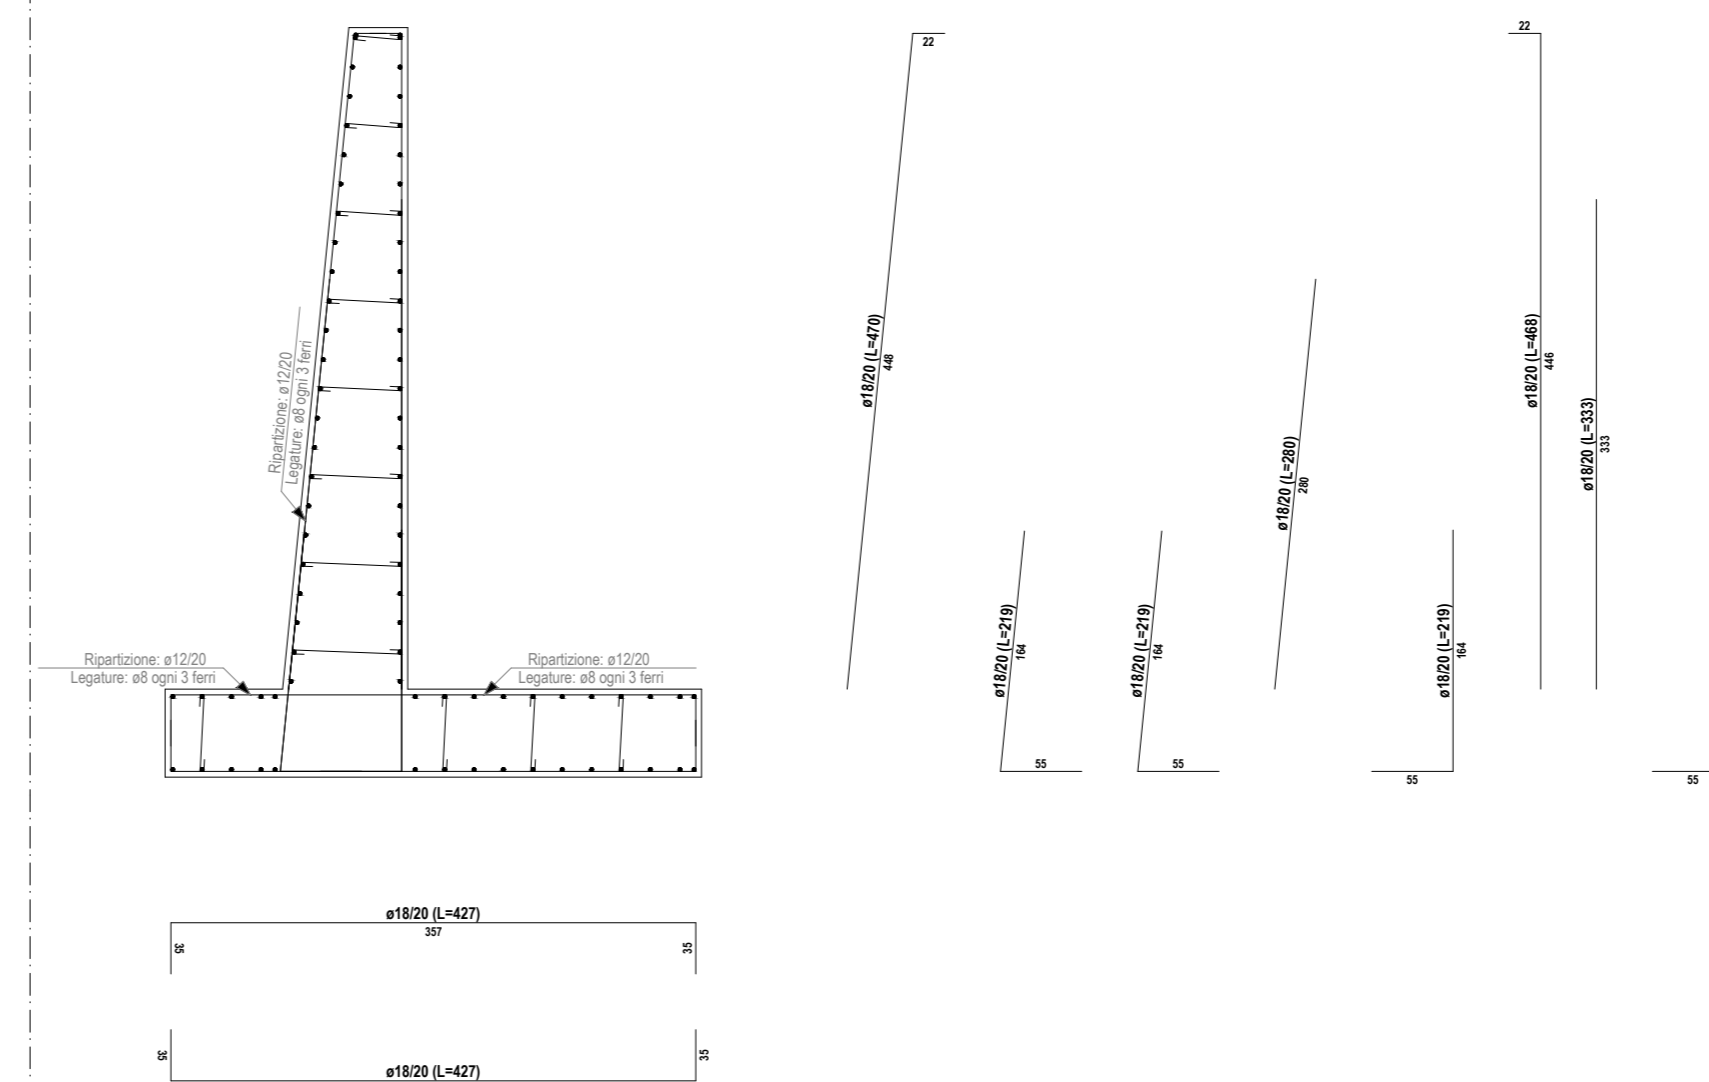 22
22
ø18/20 (L=470)
448
ø18/20 (L=468)
446
ø18/20 (L=333)
333
Ripartizione: ø12/20
Legature: ø8 ogni 3 ferri
ø18/20 (L=280)
280
ø18/20 (L=219)
164
ø18/20 (L=219)
164
ø18/20 (L=219)
164
Ripartizione: ø12/20
Legature: ø8 ogni 3 ferri
Ripartizione: ø12/20
Legature: ø8 ogni 3 ferri
55
55
55
55
ø18/20 (L=427)
357
35
35
35
35
ø18/20 (L=427)